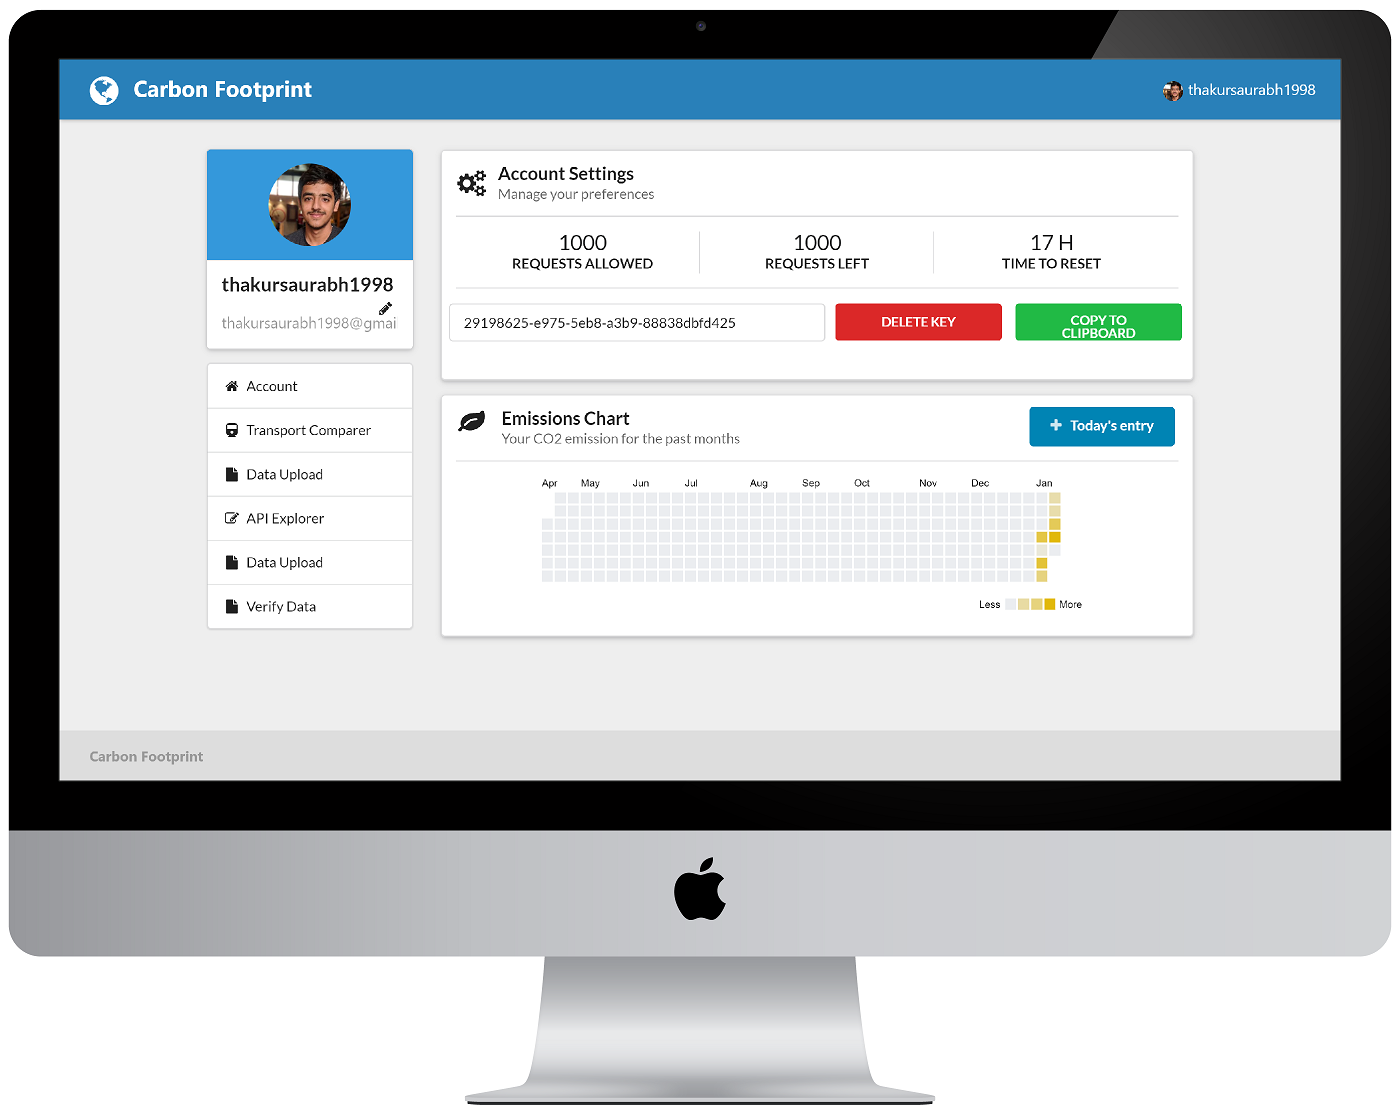 Carbon Footprint
thakursaurabh1998
thakursaurabh1998
thakursaurabh1998@gmai
Account
Transport Comparer
Data Upload
API Explorer
Data Upload
Verify Data
Account Settings
Manage your preferences
1000
REQUESTS ALLOWED
1000
REQUESTS LEFT
17 H
TIME TO RESET
29198625-e975-5eb8-a3b9-88838dbfd425
DELETE KEY
COPY TO
CLIPBOARD
Emissions Chart
Your CO2 emission for the past months
Today's entry
Apr May Jun Jul Aug Sep Oct Nov Dec Jan
Less More
Carbon Footprint